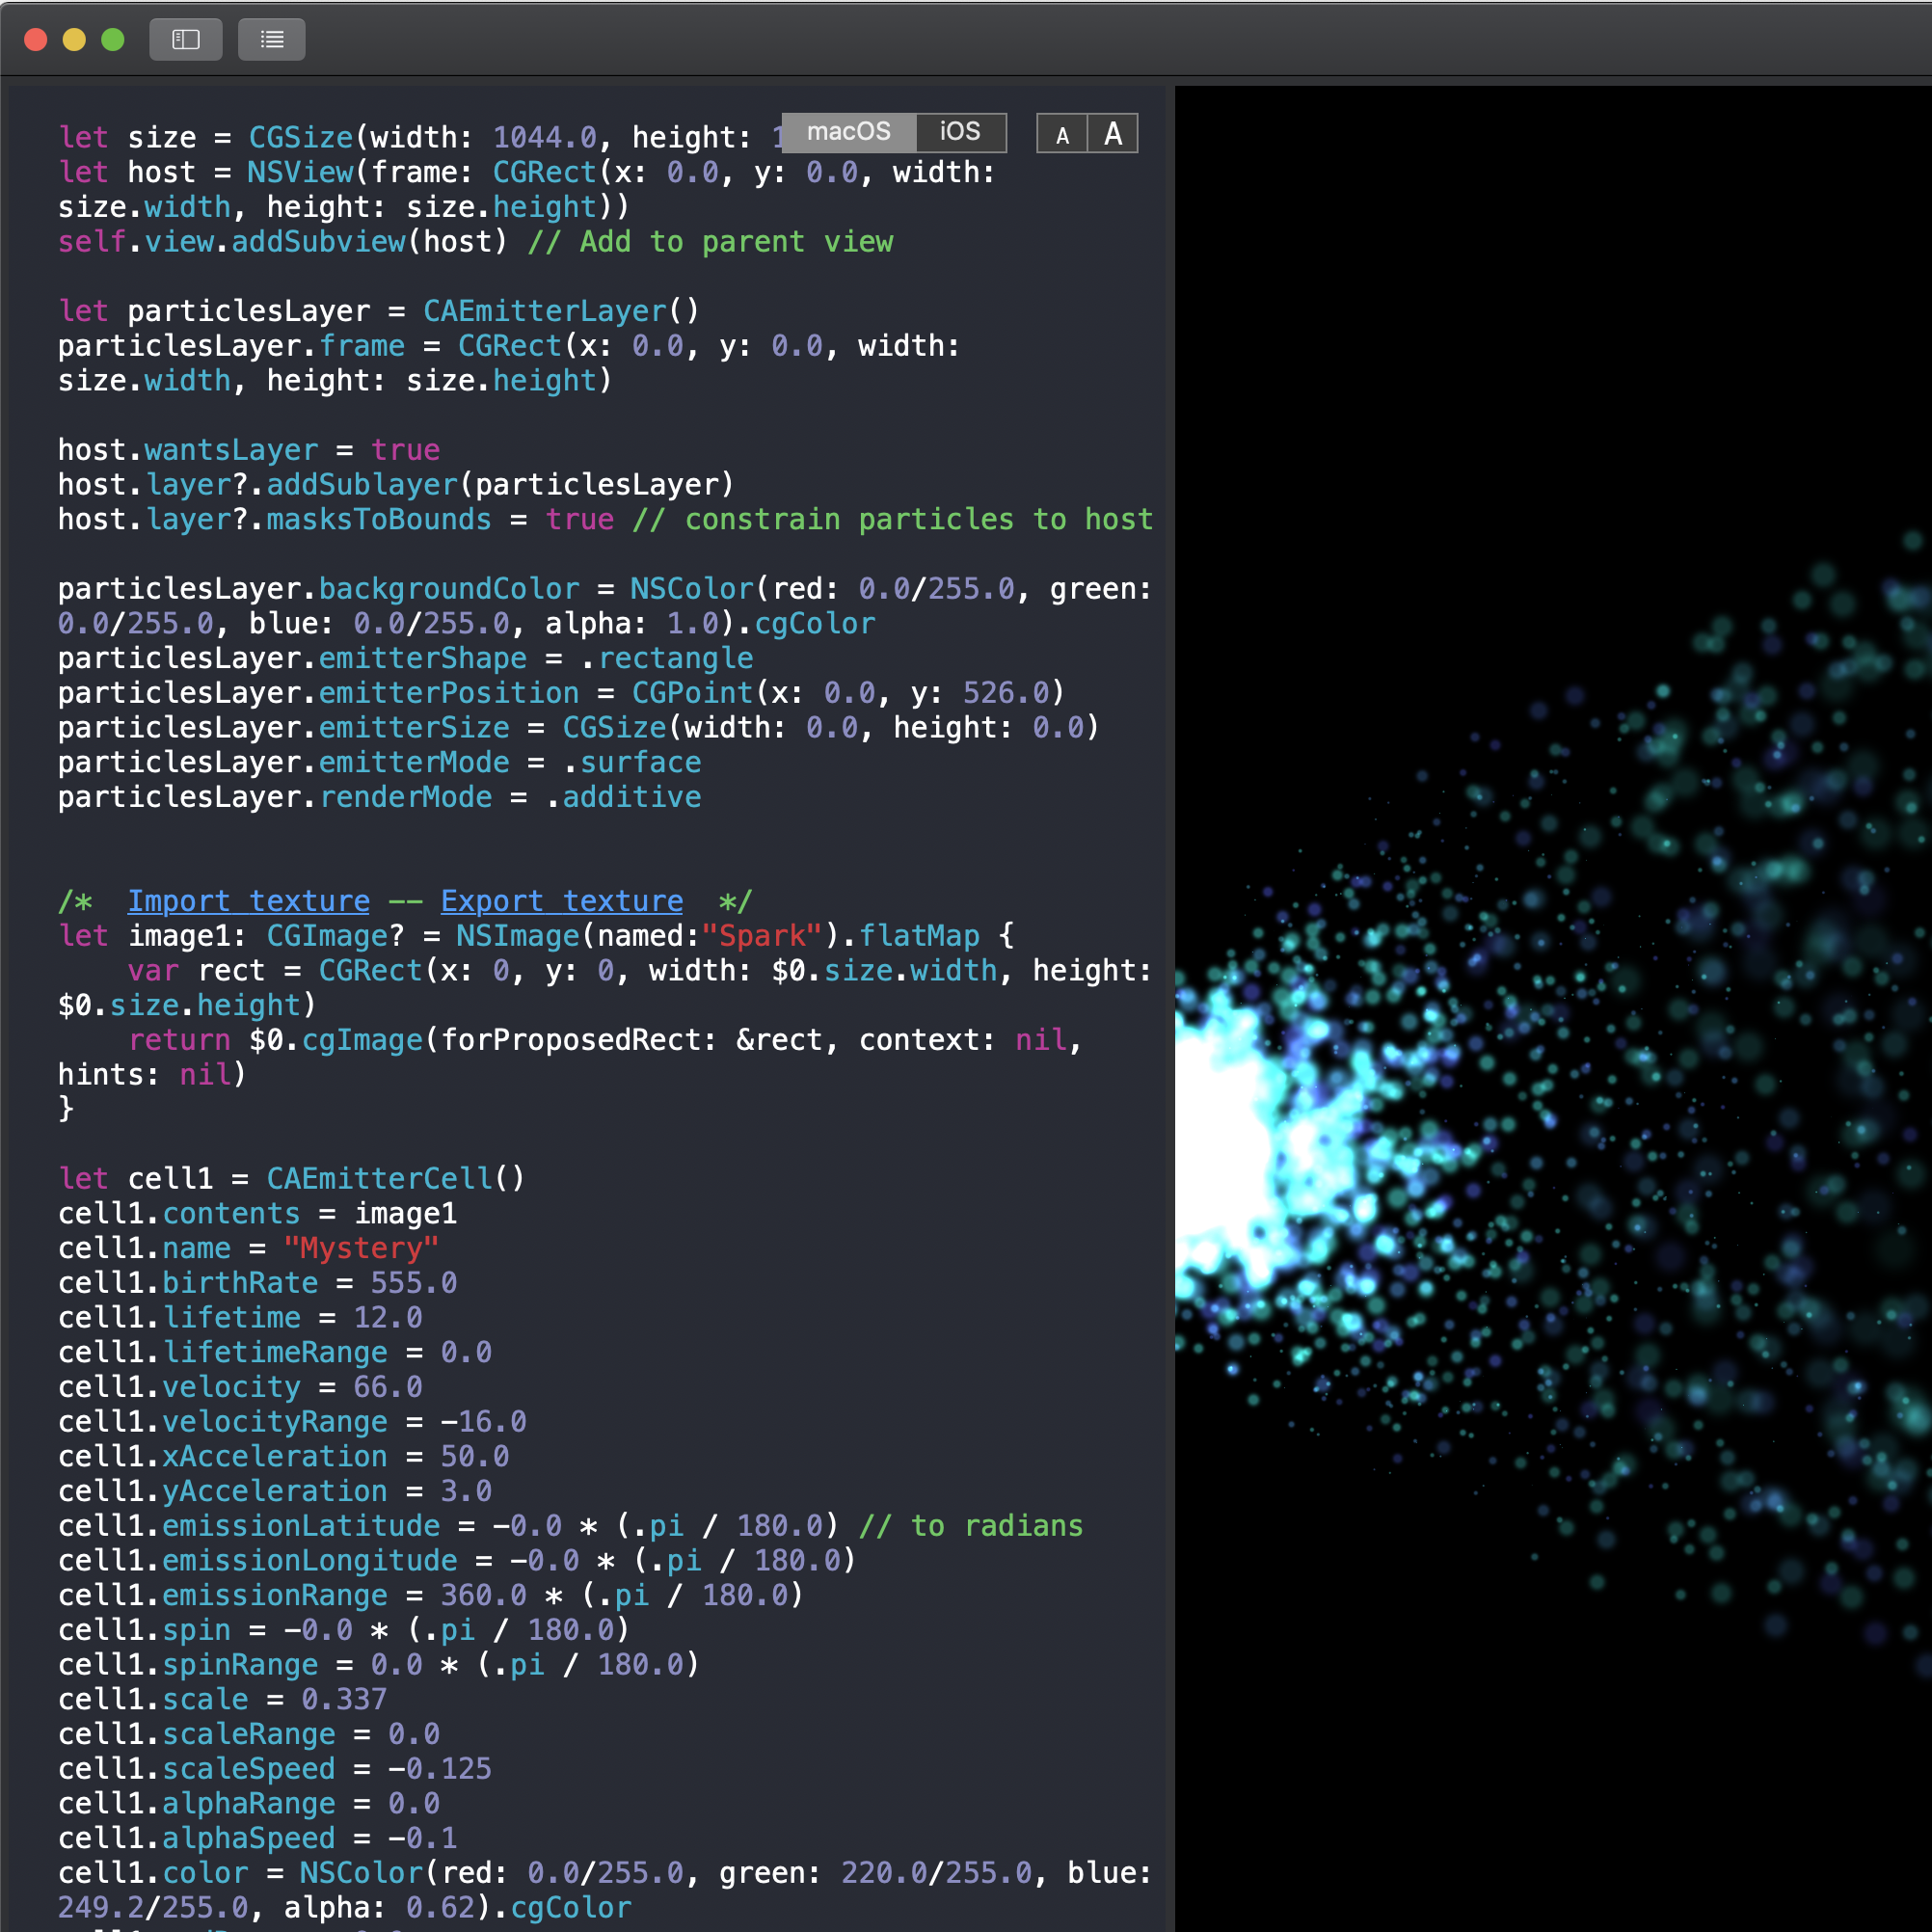 let size = CGSize(width: 1044.0, height:
macOS iOS A A
let host = NSView(frame: CGRect(x: 0.0, y: 0.0, width:
size.width, height: size.height))
self.view.addSubview(host) // Add to parent view
let particlesLayer = CAEmitterLayer()
particlesLayer.frame = CGRect(x: 0.0, y: 0.0, width:
size.width, height: size.height)
host.wantsLayer = true
host.layer?.addSublayer(particlesLayer)
host.layer?.masksToBounds = true // constrain particles to host
particlesLayer.backgroundColor = NSColor(red: 0.0/255.0, green:
0.0/255.0, blue: 0.0/255.0, alpha: 1.0).cgColor
particlesLayer.emitterShape = .rectangle
particlesLayer.emitterPosition = CGPoint(x: 0.0, y: 526.0)
particlesLayer.emitterSize = CGSize(width: 0.0, height: 0.0)
particlesLayer.emitterMode = .surface
particlesLayer.renderMode = .additive
/*  Import texture -- Export texture  */
let image1: CGImage? = NSImage(named:"Spark").flatMap {
    var rect = CGRect(x: 0, y: 0, width: $0.size.width, height:
$0.size.height)
    return $0.cgImage(forProposedRect: &rect, context: nil,
hints: nil)
}
let cell1 = CAEmitterCell()
cell1.contents = image1
cell1.name = "Mystery"
cell1.birthRate = 555.0
cell1.lifetime = 12.0
cell1.lifetimeRange = 0.0
cell1.velocity = 66.0
cell1.velocityRange = -16.0
cell1.xAcceleration = 50.0
cell1.yAcceleration = 3.0
cell1.emissionLatitude = -0.0 * (.pi / 180.0) // to radians
cell1.emissionLongitude = -0.0 * (.pi / 180.0)
cell1.emissionRange = 360.0 * (.pi / 180.0)
cell1.spin = -0.0 * (.pi / 180.0)
cell1.spinRange = 0.0 * (.pi / 180.0)
cell1.scale = 0.337
cell1.scaleRange = 0.0
cell1.scaleSpeed = -0.125
cell1.alphaRange = 0.0
cell1.alphaSpeed = -0.1
cell1.color = NSColor(red: 0.0/255.0, green: 220.0/255.0, blue:
249.2/255.0, alpha: 0.62).cgColor